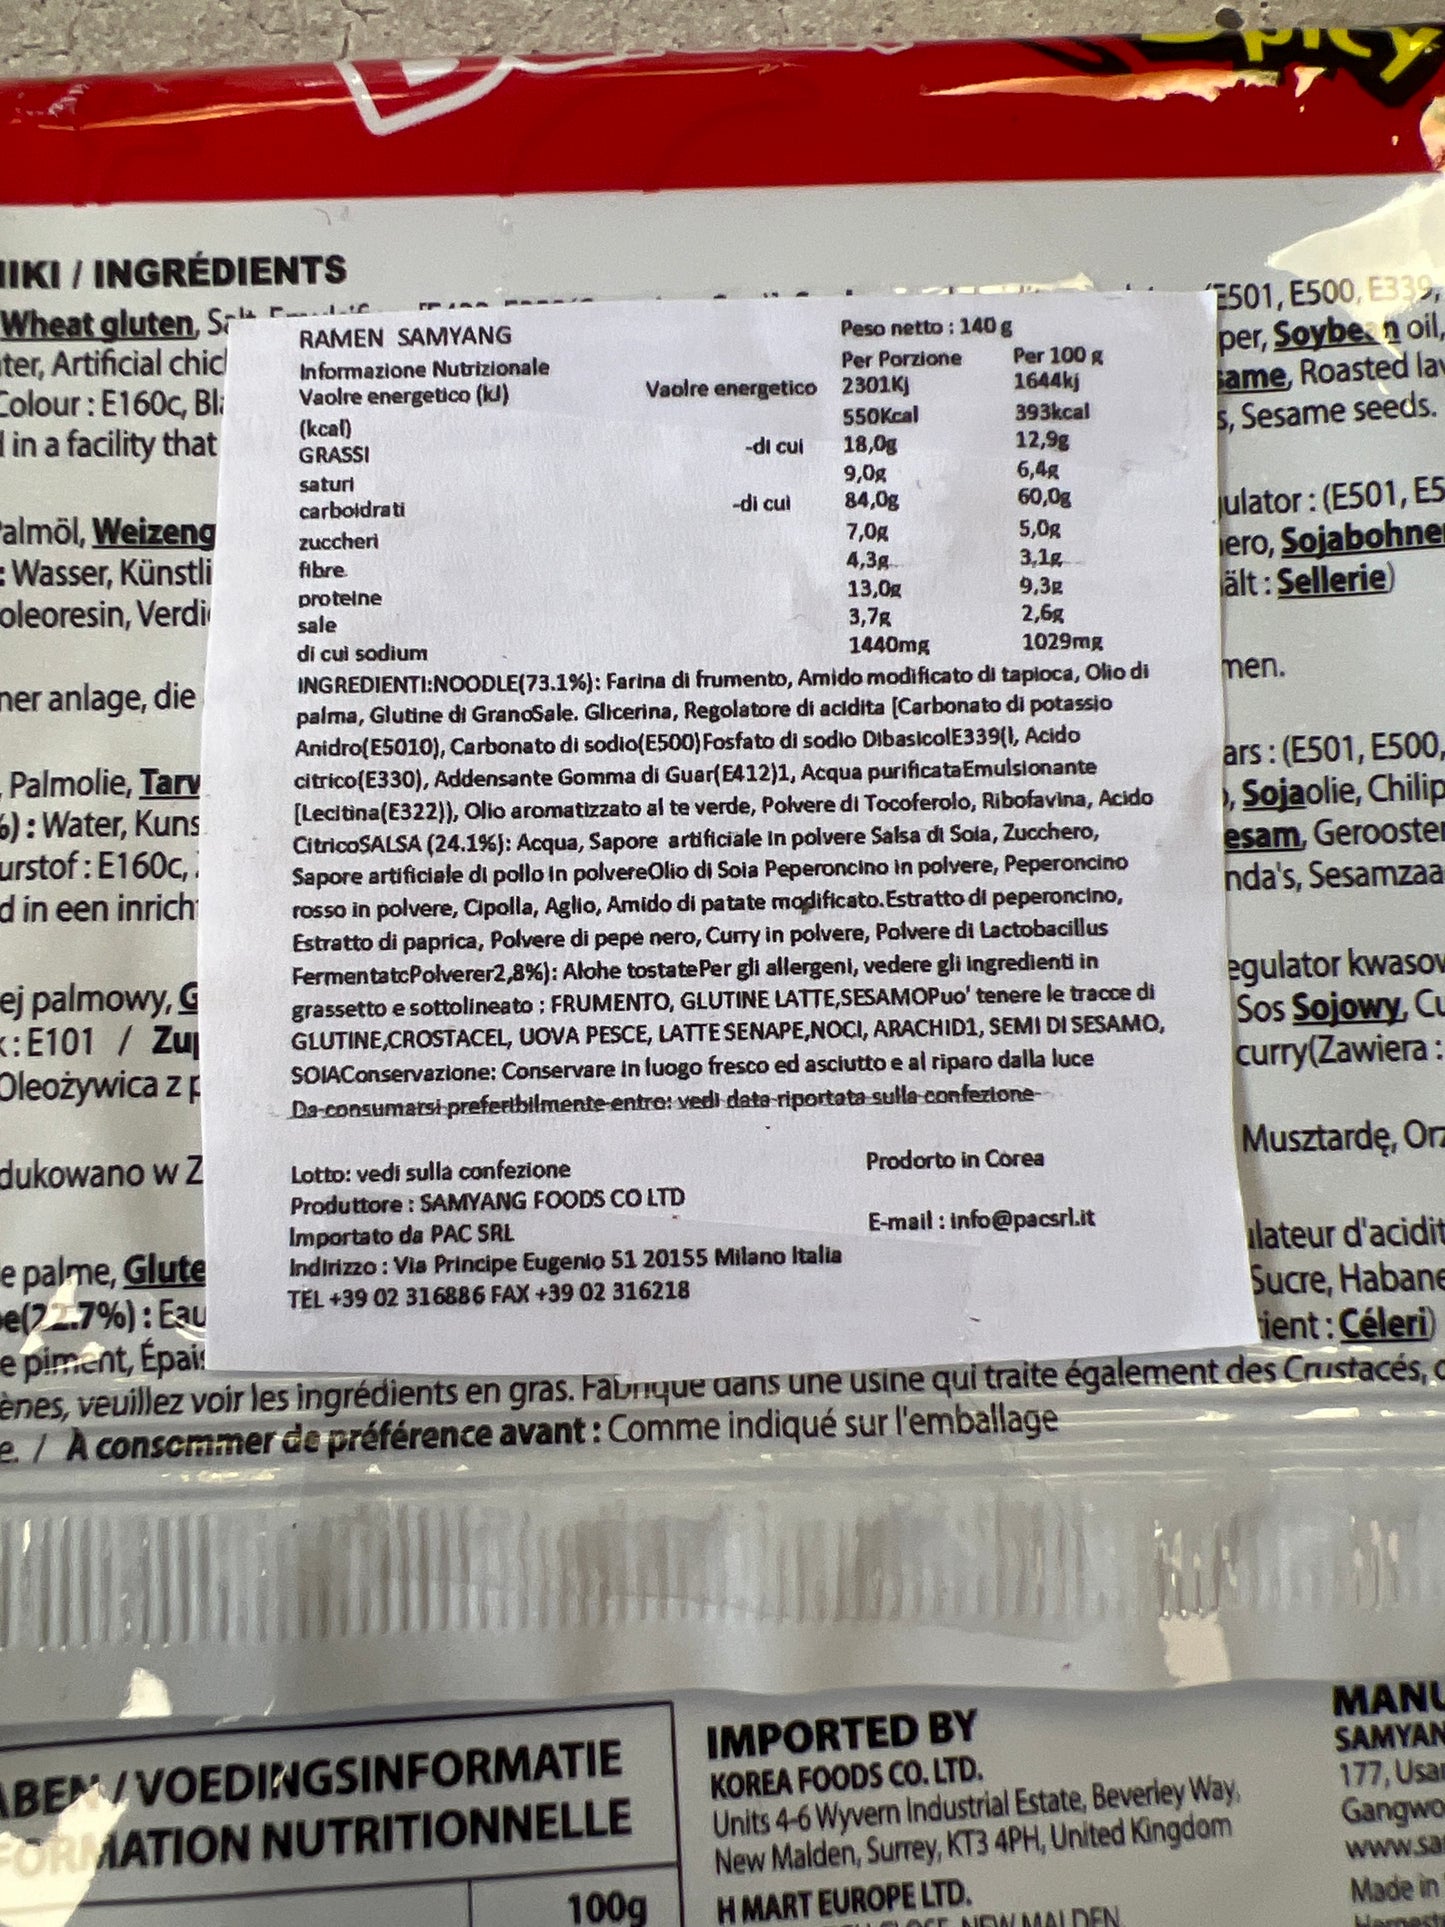 Spicy
NIKI / INGRÉDIENTS
Wheat gluten,
E501, E500, E339,
Soybean oil,
Artificial
Colour : E160c,
Roasted
in a facility that
Sesame seeds.
RAMEN SAMYANG
Peso netto : 140 g
Informazione Nutrizionale
Per Porzione Per 100 g
Vaolre energetico (kJ) Vaolre energetico 2301Kj 1644kj
(kcal) 550Kcal 393kcal
GRASSI -di cui 18,0g 12,9g
saturi 9,0g 6,4g
carboidrati -di cui 84,0g 60,0g
zuccheri 7,0g 5,0g
fibre 4,3g 3,1g
proteine 13,0g 9,3g
sale 3,7g 2,6g
di cui sodium 1440mg 1029mg
INGREDIENTI:NOODLE(73.1%): Farina di frumento, Amido modificato di tapioca, Olio di
palma, Glutine di GranoSale. Glicerina, Regolatore di acidita [Carbonato di potassio
Anidro(E5010), Carbonato di sodio(E500)Fosfato di sodio DibasicolE339(l, Acido
citrico(E330), Addensante Gomma di Guar(E412)1, Acqua purificataEmulsionante
[Lecitina(E322)), Olio aromatizzato al te verde, Polvere di Tocoferolo, Ribofavina, Acido
CitricoSALSA (24.1%): Acqua, Sapore artificiale In polvere Salsa di Soia, Zucchero,
Sapore artificiale di pollo in polvereOlio di Soia Peperoncino in polvere, Peperoncino
rosso in polvere, Cipolla, Aglio, Amido di patate modificato.Estratto di peperoncino,
Estratto di paprica, Polvere di pepe nero, Curry in polvere, Polvere di Lactobacillus
FermentatcPolverer2,8%): Alohe tostatePer gli allergeni, vedere gli ingredienti in
grassetto e sottolineato : FRUMENTO, GLUTINE LATTE,SESAMOPuo' tenere le tracce di
GLUTINE,CROSTACEL, UOVA PESCE, LATTE SENAPE,NOCI, ARACHID1, SEMI DI SESAMO,
SOIAConservazione: Conservare in luogo fresco ed asciutto e al riparo dalla luce
Da consumarsi preferibilmente entro: vedi data riportata sulla confezione
Lotto: vedi sulla confezione Prodorto in Corea
Produttore : SAMYANG FOODS CO LTD
Importato da PAC SRL E-mail : info@pacsrl.it
Indirizzo : Via Principe Eugenio 51 20155 Milano Italia
TEL +39 02 316886 FAX +39 02 316218
Palmöl, Weizeng
ulator : (E501, E5
: Wasser, Künstli
ero, Sojabohne
oleoresin, Verdi
ält : Sellerie)
ner anlage, die
men.
Palmolie, Tarw
ars : (E501, E500,
%) : Water, Kuns
Sojaolie, Chilip
urstof : E160c,
esam, Gerooster
d in een inrich
nda's, Sesamzaa
ej palmowy, G
egulator kwasow
k : E101 / Zup
Sos Sojowy, Cu
Oleożywica z p
curry(Zawiera :
dukowano w Z
Musztardę, Orz
e palme, Glute
ulateur d'acidit
e(22.7%) : Eau
Sucre, Habane
e piment, Épais
tient : Céleri)
ènes, veuillez voir les ingrédients en gras. Fabriqué dans une usine qui traite également des Crustacés,
e. / À consommer de préférence avant : Comme indiqué sur l'emballage
ABEN / VOEDINGSINFORMATIE
FORMATION NUTRITIONNELLE
100g
IMPORTED BY
KOREA FOODS CO. LTD.
Units 4-6 Wyvern Industrial Estate, Beverley Way,
New Malden, Surrey, KT3 4PH, United Kingdom
H MART EUROPE LTD.
NEW MALDEN
MANU
SAMYAN
177, Usa
Gangwo
www.sa
Made in